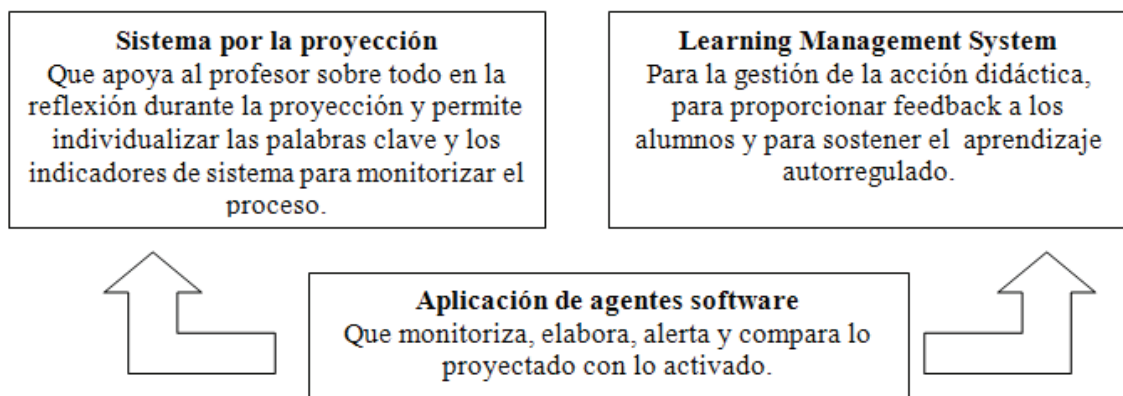 Sistema por la proyección
Que apoya al profesor sobre todo en la
reflexión durante la proyección y permite
individualizar las palabras clave y los
indicadores de sistema para monitorizar el
proceso.
Learning Management System
Para la gestión de la acción didáctica,
para proporcionar feedback a los
alumnos y para sostener el aprendizaje
autorregulado.
Aplicación de agentes software
Que monitoriza, elabora, alerta y compara lo
proyectado con lo activado.